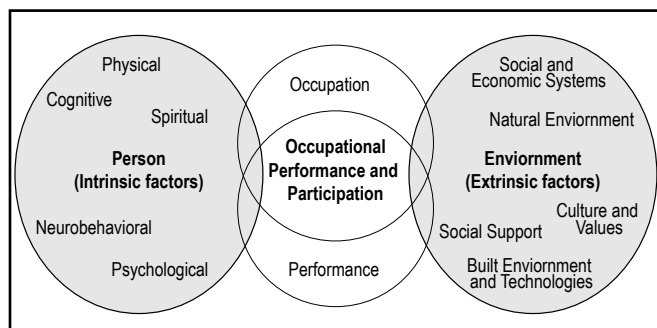 Physical
Cognitive
Spiritual
Person
(Intrinsic factors)
Neurobehavioral
Psychological
Occupation
Occupational
Performance and
Participation
Performance
Social and
Economic Systems
Natural Enviornment
Enviornment
(Extrinsic factors)
Culture and
Values
Social Support
Built Enviornment
and Technologies